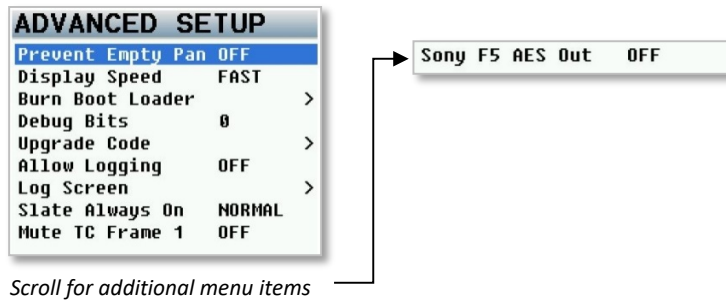 ADVANCED SETUP
Prevent Empty Pan OFF
Display Speed FAST
Burn Boot Loader >
Debug Bits 0
Upgrade Code >
Allow Logging OFF
Log Screen >
Slate Always On NORMAL
Mute TC Frame 1 OFF
Scroll for additional menu items
Sony F5 AES Out OFF